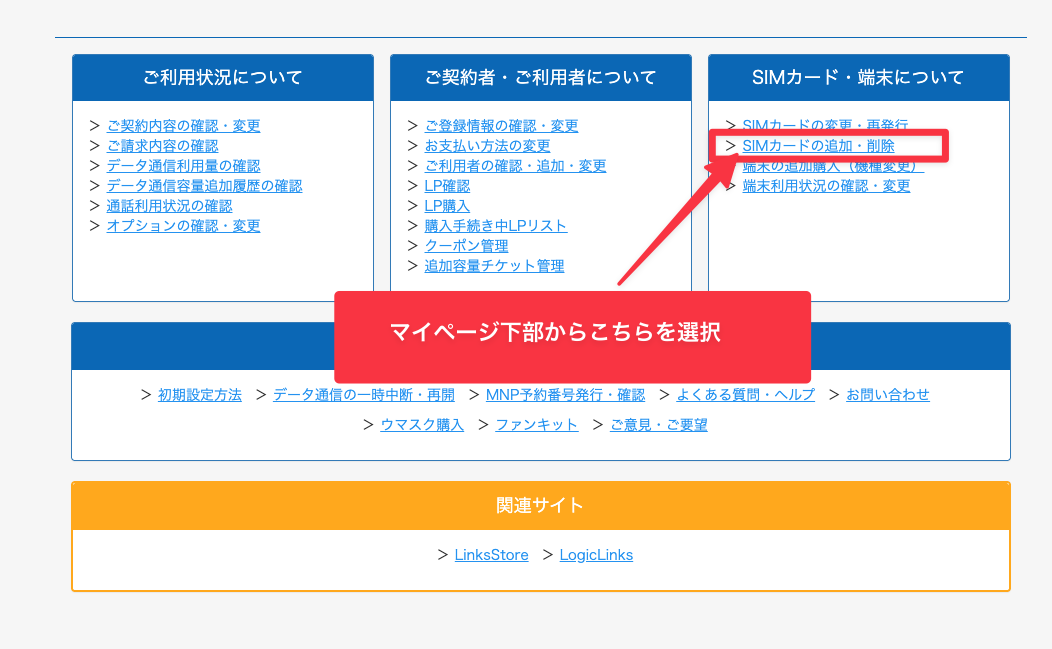 ご利用状況について
> ご契約内容の確認・変更
> ご請求内容の確認
> データ通信利用量の確認
> データ通信容量追加履歴の確認
> 通話利用状況の確認
> オプションの確認・変更
ご契約者・ご利用者について
> ご登録情報の確認・変更
> お支払い方法の変更
> ご利用者の確認・追加・変更
> LP確認
> LP購入
> 購入手続き中LPリスト
> クーポン管理
> 追加容量チケット管理
SIMカード・端末について
> SIMカードの変更・再発行
> SIMカードの追加・削除
端末の追加購入（機種変更）
> 端末利用状況の確認・変更
マイページ下部からこちらを選択
> 初期設定方法 > データ通信の一時中断・再開 > MNP予約番号発行・確認 > よくある質問・ヘルプ > お問い合わせ
> ウマスク購入 > ファンキット > ご意見・ご要望
関連サイト
> LinksStore > LogicLinks